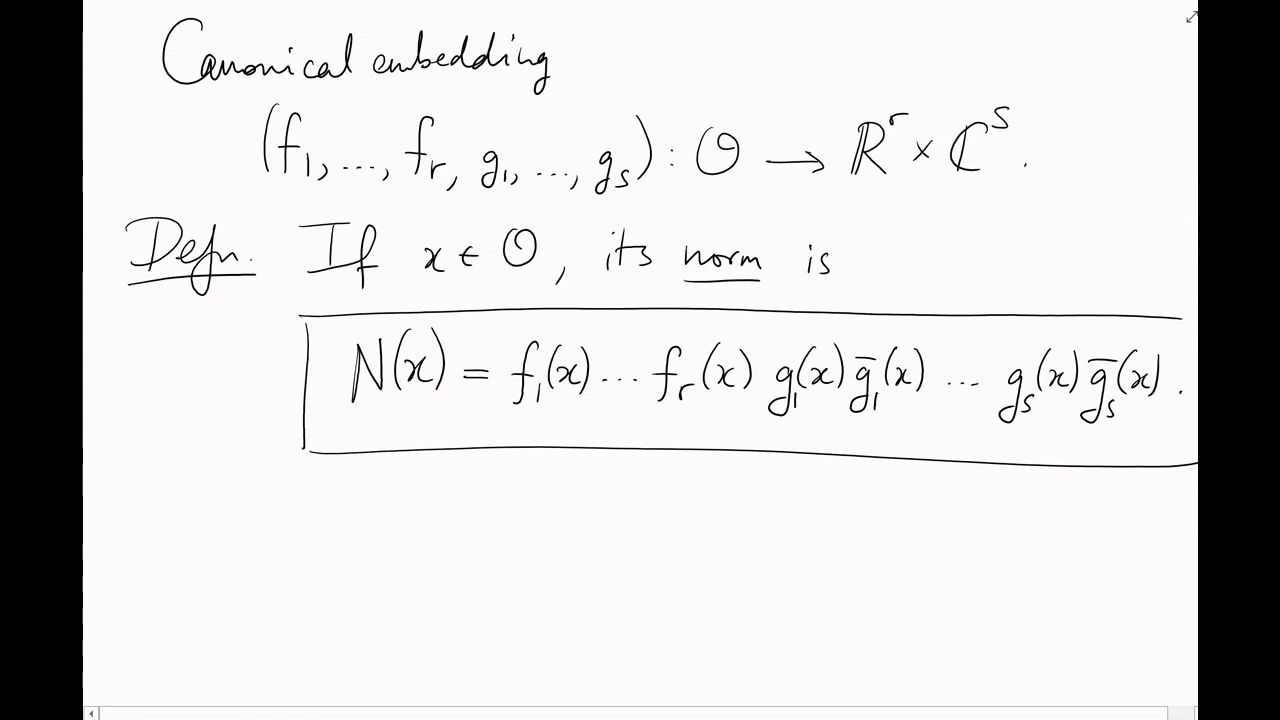 Canonical embedding
(f₁, ..., fᵣ, g₁, ..., gₛ) : O → ℝʳ × ℂˢ.
Defn. If x ∈ O, its norm is
N(x) = f₁(x) ... fᵣ(x) g₁(x) ḡ₁(x) ... gₛ(x) ḡₛ(x).